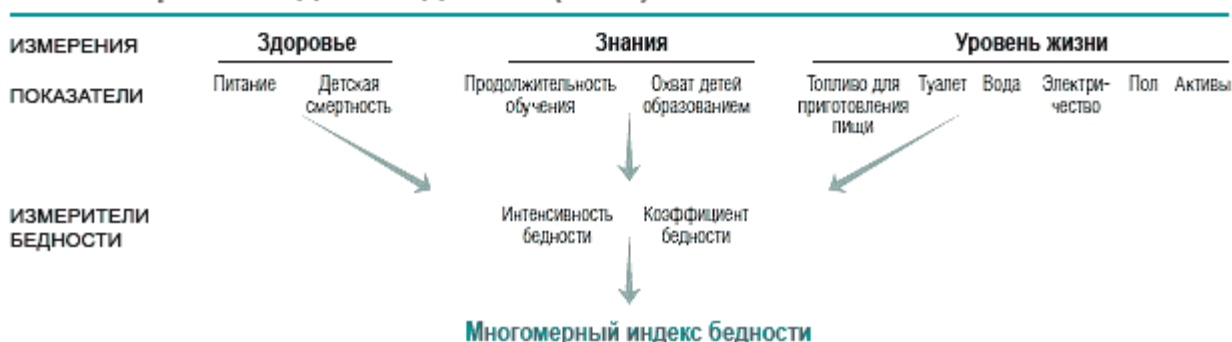 ИЗМЕРЕНИЯ Здоровье Знания Уровень жизни
ПОКАЗАТЕЛИ
Питание
Детская
смертность
Продолжительность
обучения
Охват детей
образованием
Топливо для
приготовления
пищи
Туалет
Вода
Электри-
чество
Пол
Активы
ИЗМЕРИТЕЛИ
БЕДНОСТИ
Интенсивность
бедности
Коэффициент
бедности
Многомерный индекс бедности